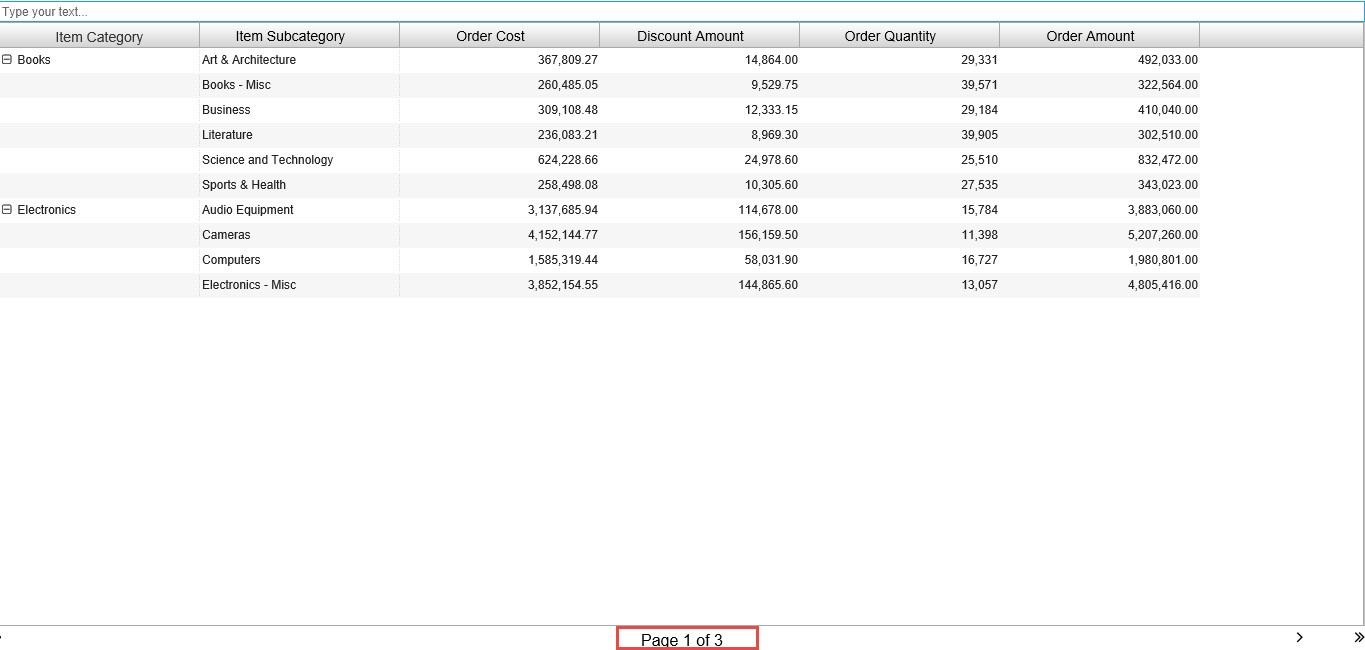 Type your text...
Item Category Item Subcategory Order Cost Discount Amount Order Quantity Order Amount
Books Art & Architecture 367,809.27 14,864.00 29,331 492,033.00
Books - Misc 260,485.05 9,529.75 39,571 322,564.00
Business 309,108.48 12,333.15 29,184 410,040.00
Literature 236,083.21 8,969.30 39,905 302,510.00
Science and Technology 624,228.66 24,978.60 25,510 832,472.00
Sports & Health 258,498.08 10,305.60 27,535 343,023.00
Electronics Audio Equipment 3,137,685.94 114,678.00 15,784 3,883,060.00
Cameras 4,152,144.77 156,159.50 11,398 5,207,260.00
Computers 1,585,319.44 58,031.90 16,727 1,980,801.00
Electronics - Misc 3,852,154.55 144,865.60 13,057 4,805,416.00
Page 1 of 3